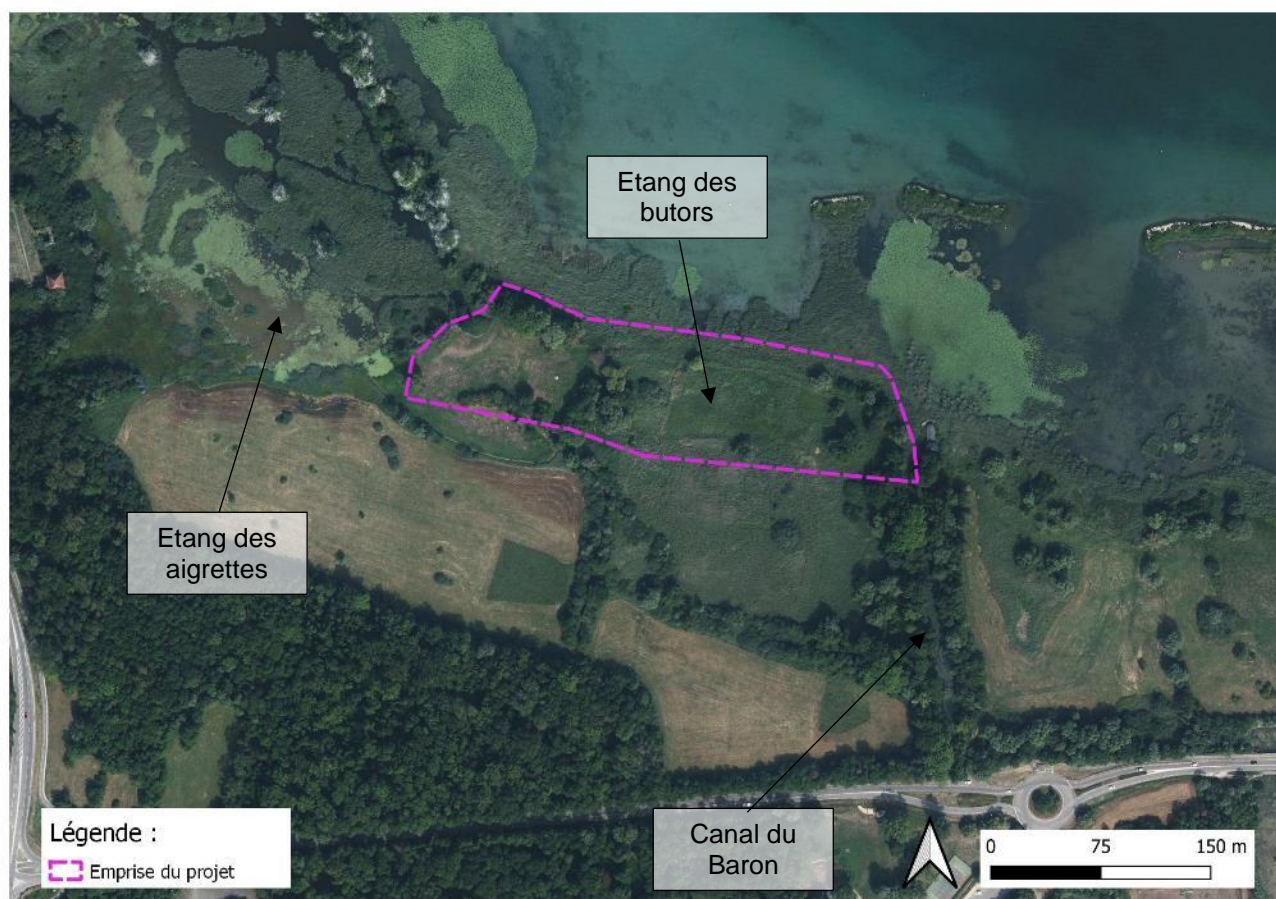 Etang des
butors
Etang des
aigrettes
Canal du
Baron
Légende :
Emprise du projet
0 75 150 m